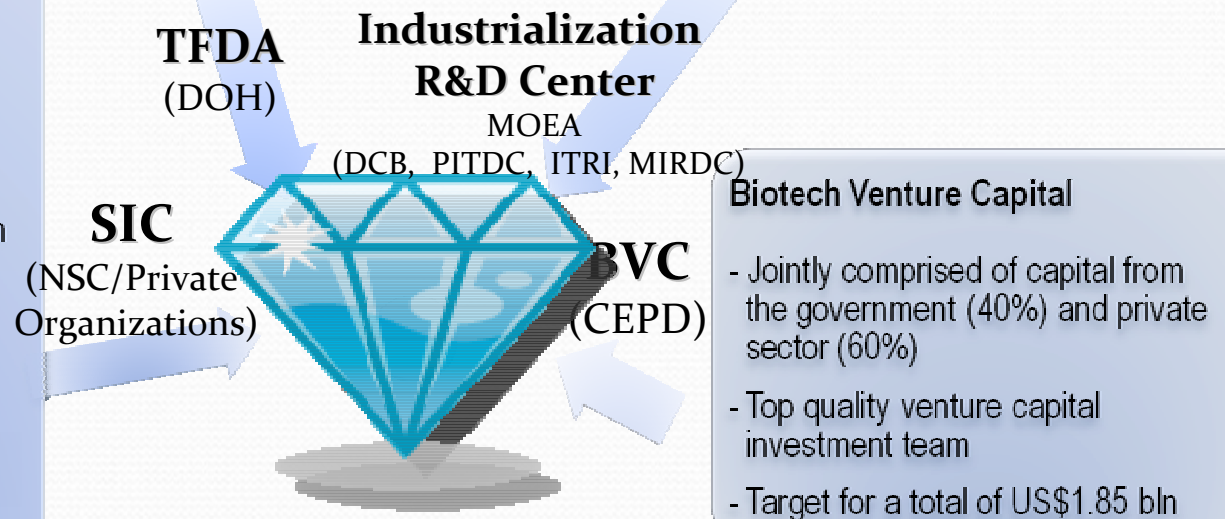 TFDA
(DOH)
Industrialization
R&D Center
MOEA
(DCB, PITDC, ITRI, MIRDC)
SIC
(NSC/Private
Organizations)
BVC
(CEPD)
Biotech Venture Capital
- Jointly comprised of capital from
the government (40%) and private
sector (60%)
- Top quality venture capital
investment team
- Target for a total of US$1.85 bln